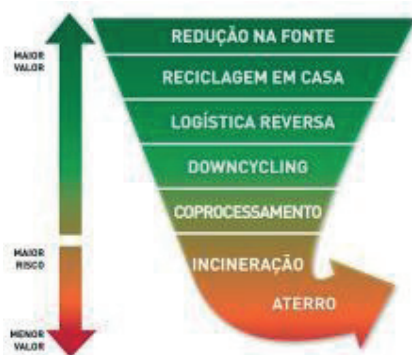 REDUÇÃO NA FONTE
MAIOR
VALOR
RECICLAGEM EM CASA
LOGÍSTICA REVERSA
DOWNCYCLING
COPROCESSAMENTO
MAIOR
RISCO
INCINERAÇÃO
ATERRO
MENOR
VALOR